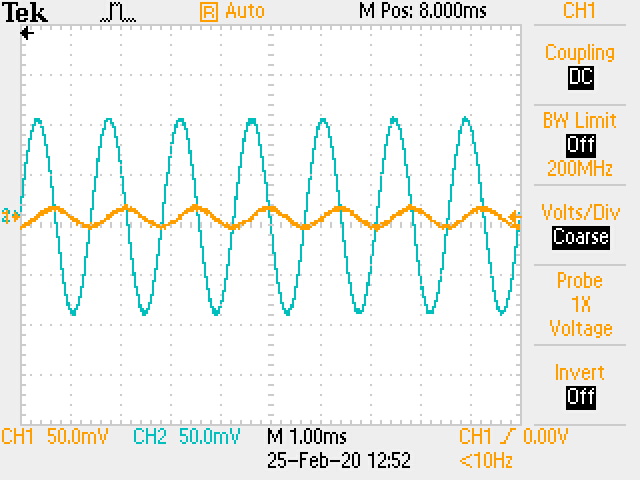 Tek R Auto M Pos: 8.000ms CH1
Coupling
DC
BW Limit
Off
200MHz
Volts/Div
Coarse
Probe
1X
Voltage
Invert
Off
2
CH1 50.0mV CH2 50.0mV M 1.00ms CH1 0.00V
25-Feb-20 12:52 <10Hz